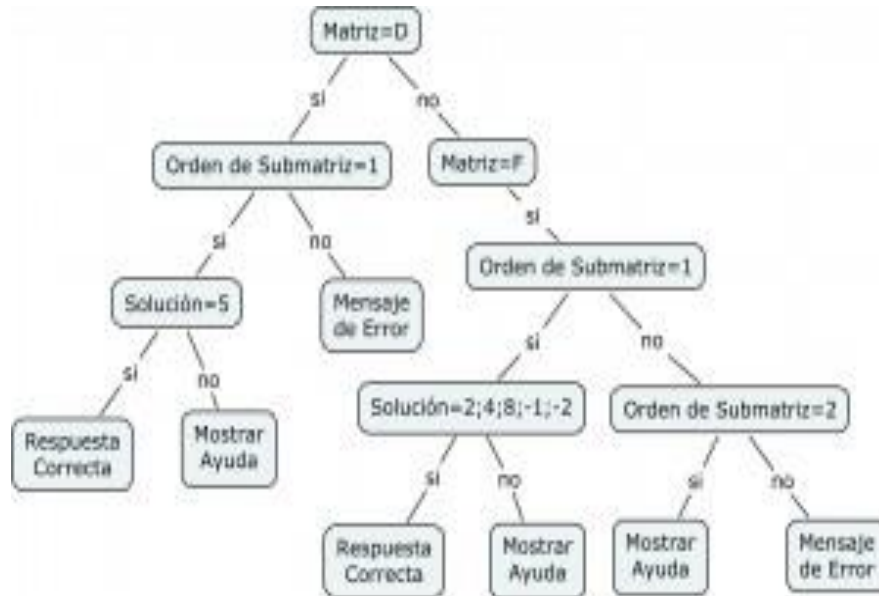 Matriz=D
si
no
Orden de Submatriz=1
Matriz=F
si
si
no
Orden de Submatriz=1
Solución=5
Mensaje
de Error
si
no
si
no
Solución=2;4;8;-1;-2
Orden de Submatriz=2
Respuesta
Correcta
Mostrar
Ayuda
si
no
si
no
Respuesta
Correcta
Mostrar
Ayuda
Mostrar
Ayuda
Mensaje
de Error